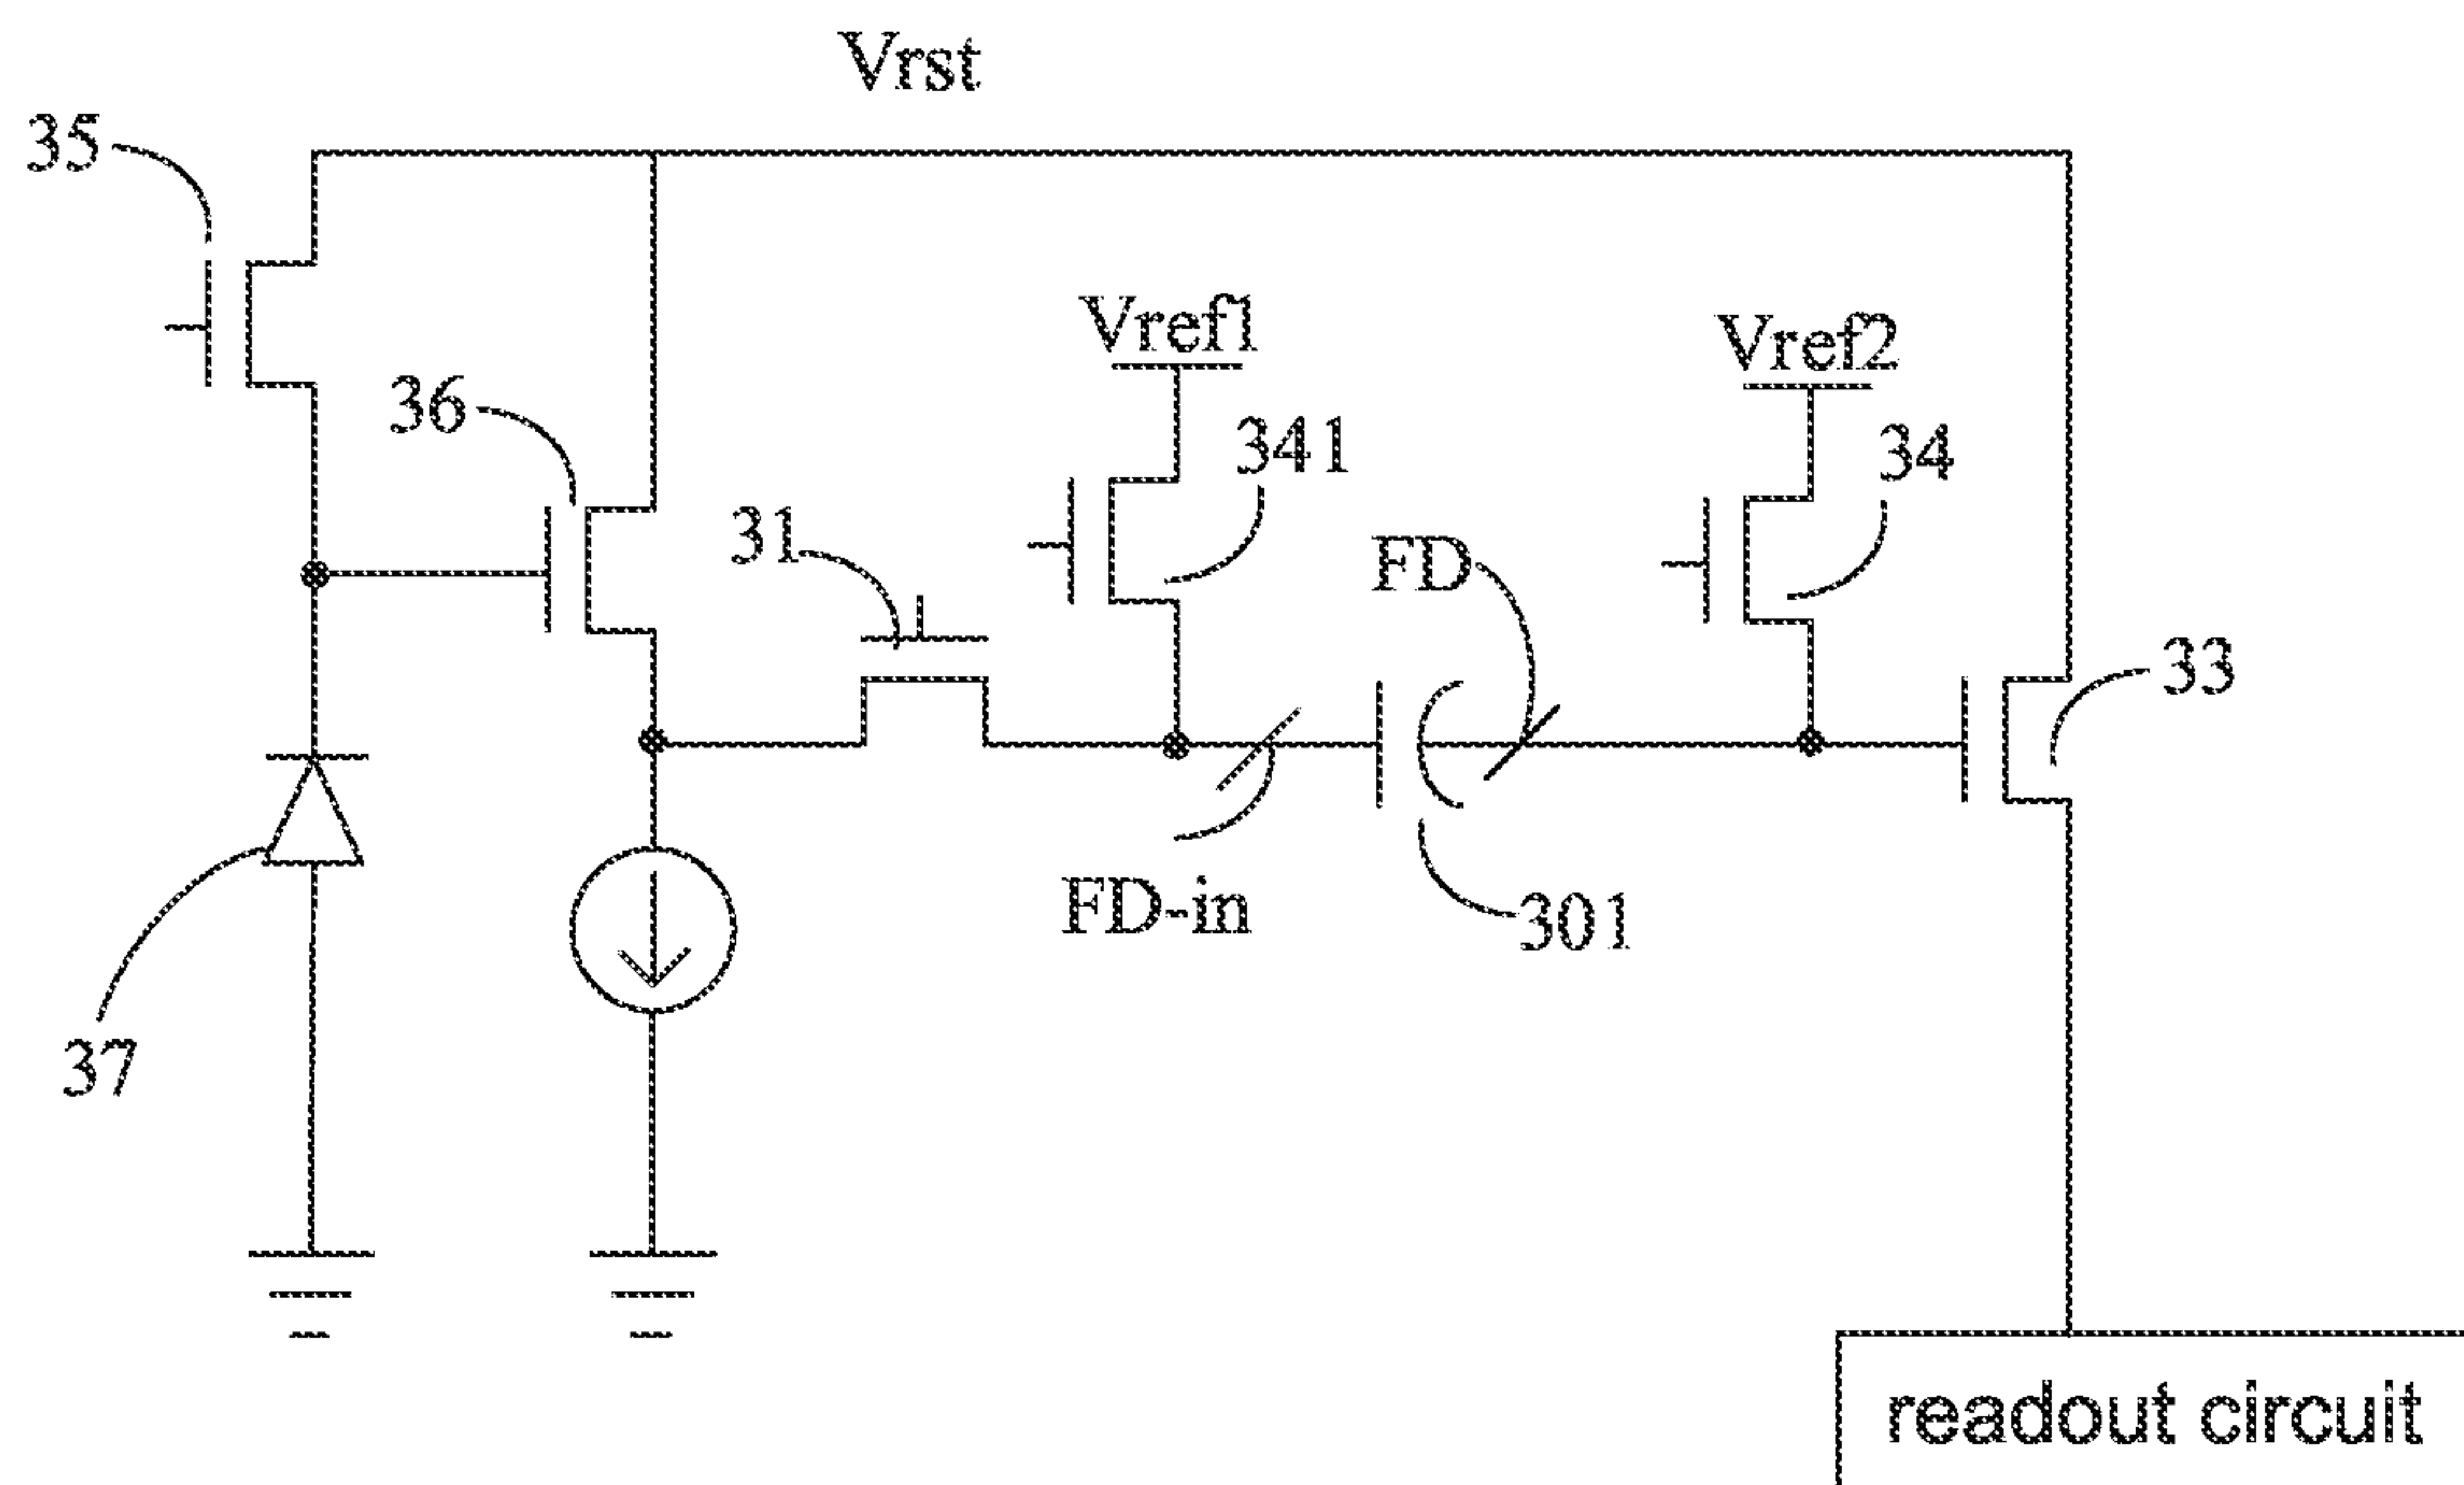 Vrst
35
Vref1
Vref2
36
341
34
31
FD
33
FD-in
301
37
readout circuit